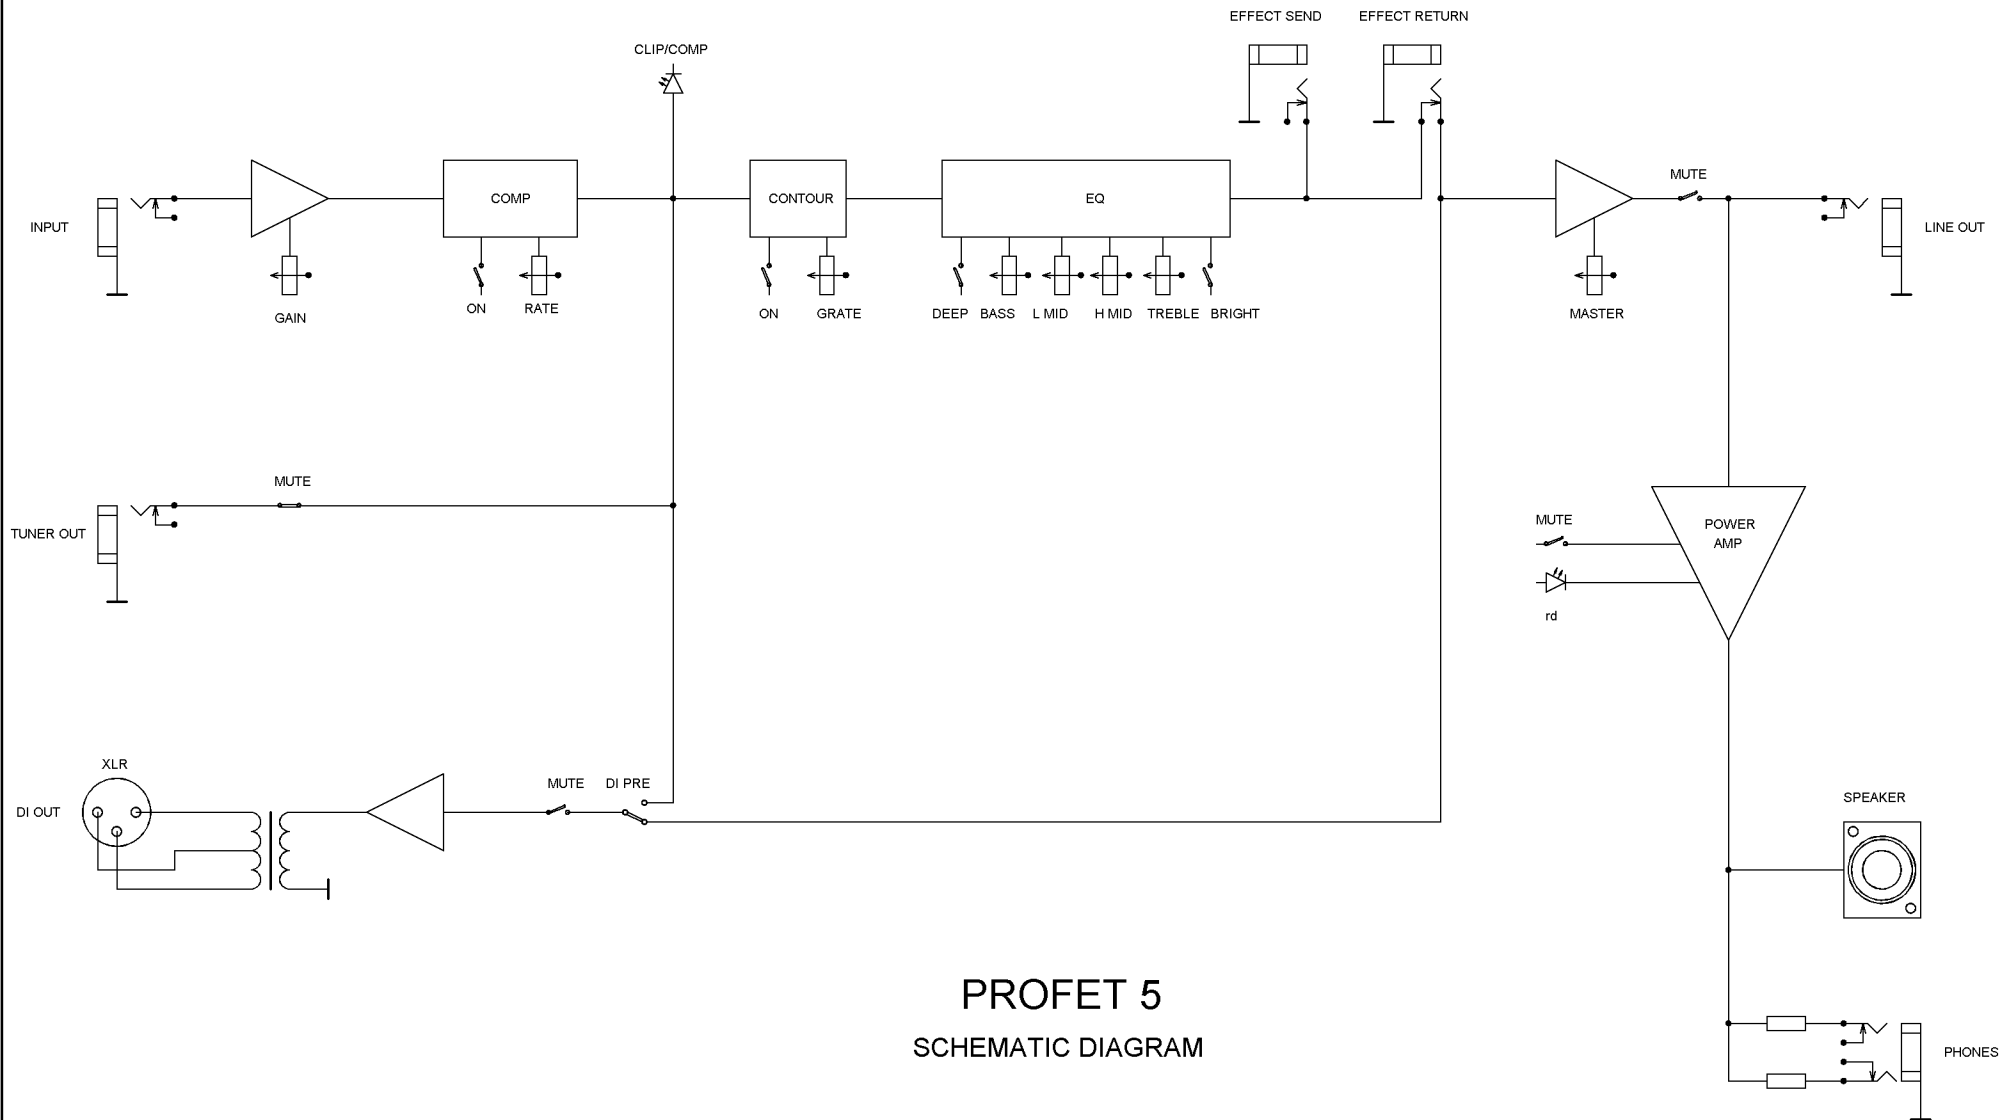 EFFECT SEND EFFECT RETURN
CLIP/COMP
MUTE
COMP CONTOUR EQ
INPUT LINE OUT
ON RATE ON GRATE DEEP BASS L MID H MID TREBLE BRIGHT MASTER
GAIN
MUTE
TUNER OUT
MUTE
POWER
AMP
rd
XLR
MUTE DI PRE
DI OUT
SPEAKER
PROFET 5
SCHEMATIC DIAGRAM
PHONES